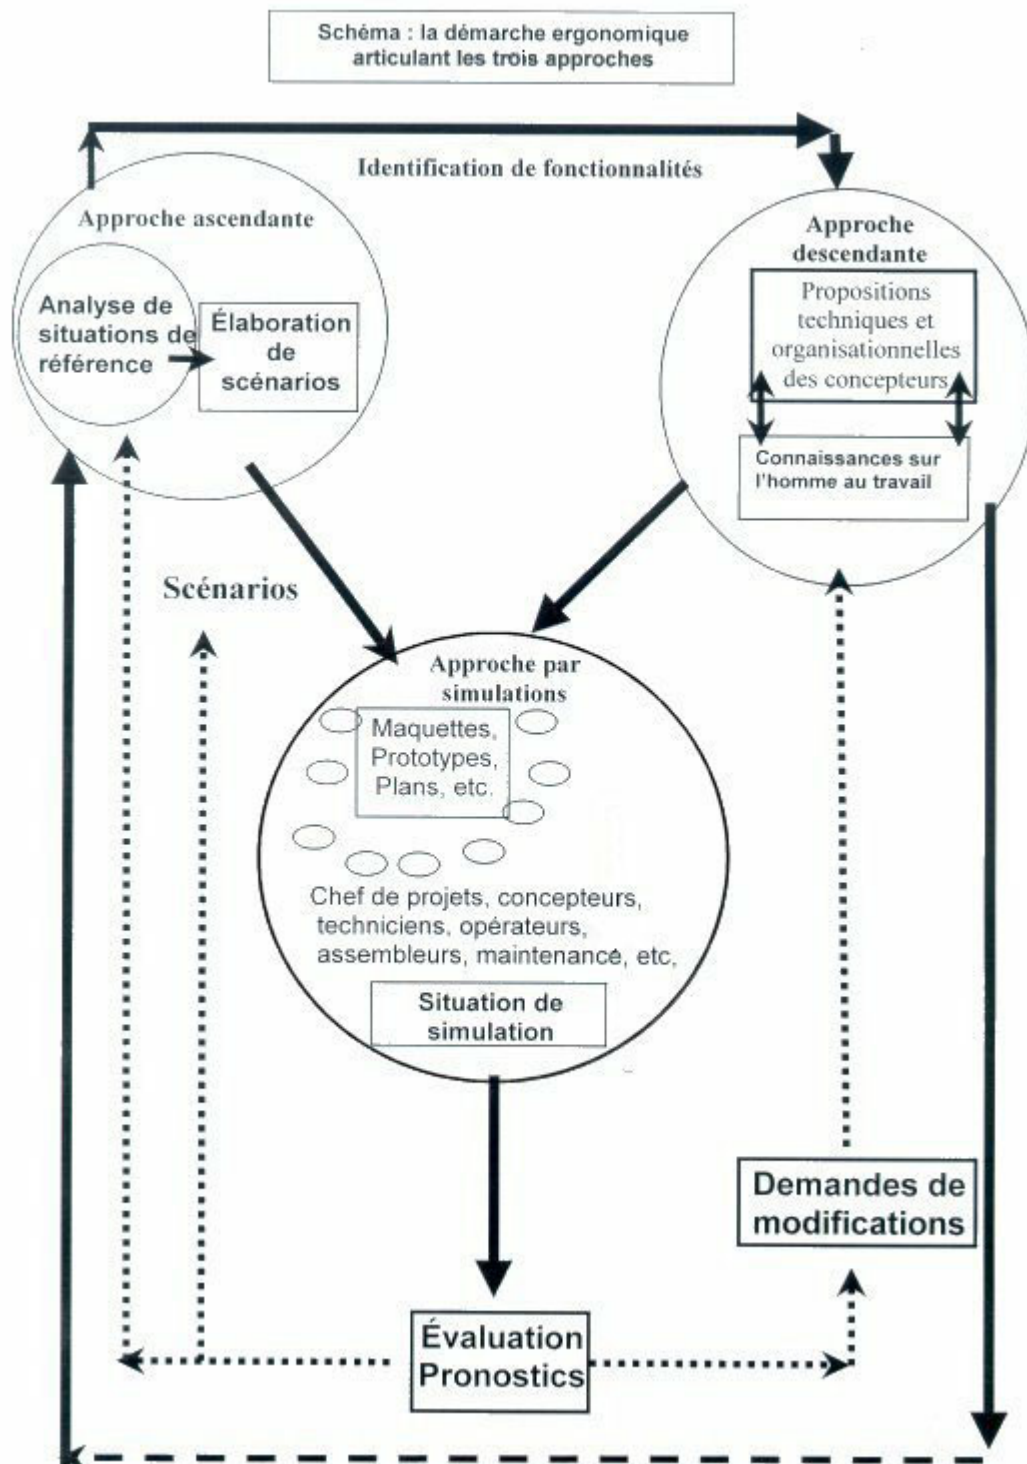 Schéma : la démarche ergonomique
articulant les trois approches
Identification de fonctionnalités
Approche ascendante
Analyse de
situations de
référence
Élaboration
de
scénarios
Approche
descendante
Propositions
techniques et
organisationnelles
des concepteurs
Connaissances sur
l'homme au travail
Scénarios
Approche par
simulations
Maquettes,
Prototypes,
Plans, etc.
Chef de projets, concepteurs,
techniciens, opérateurs,
assembleurs, maintenance, etc,
Situation de
simulation
Demandes de
modifications
Évaluation
Pronostics